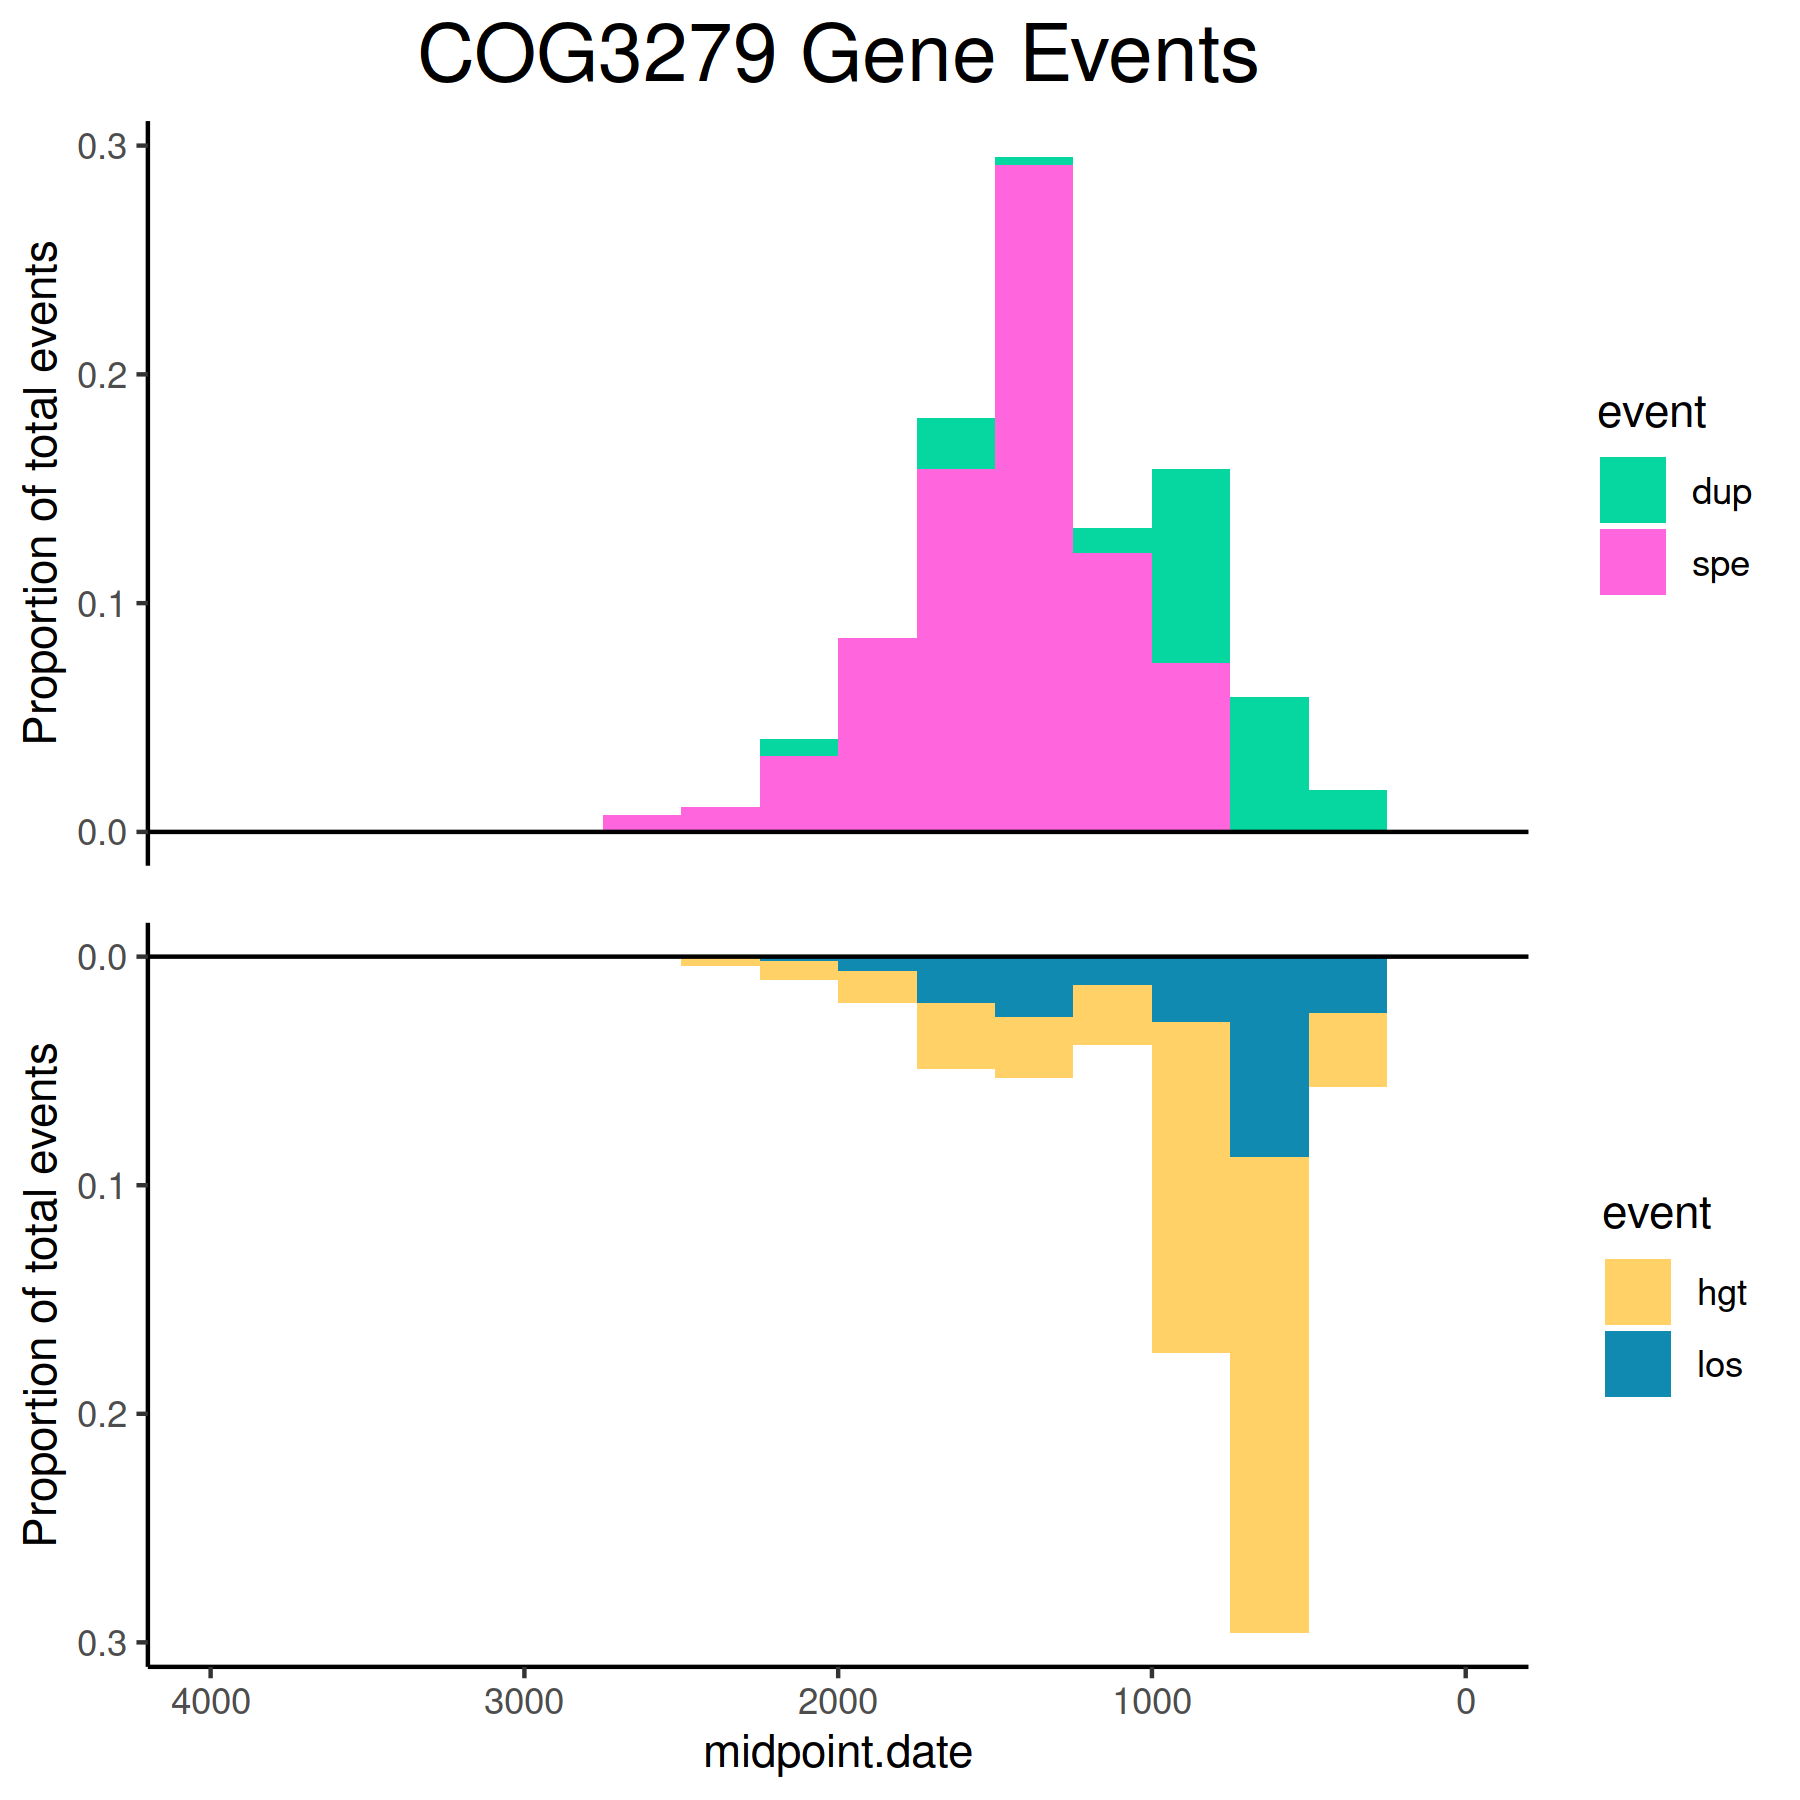 COG3279 Gene Events
Proportion of total events
0.3
0.2
0.1
0.0
event
dup
spe
Proportion of total events
0.0
0.1
0.2
0.3
event
hgt
los
4000 3000 2000 1000 0
midpoint.date